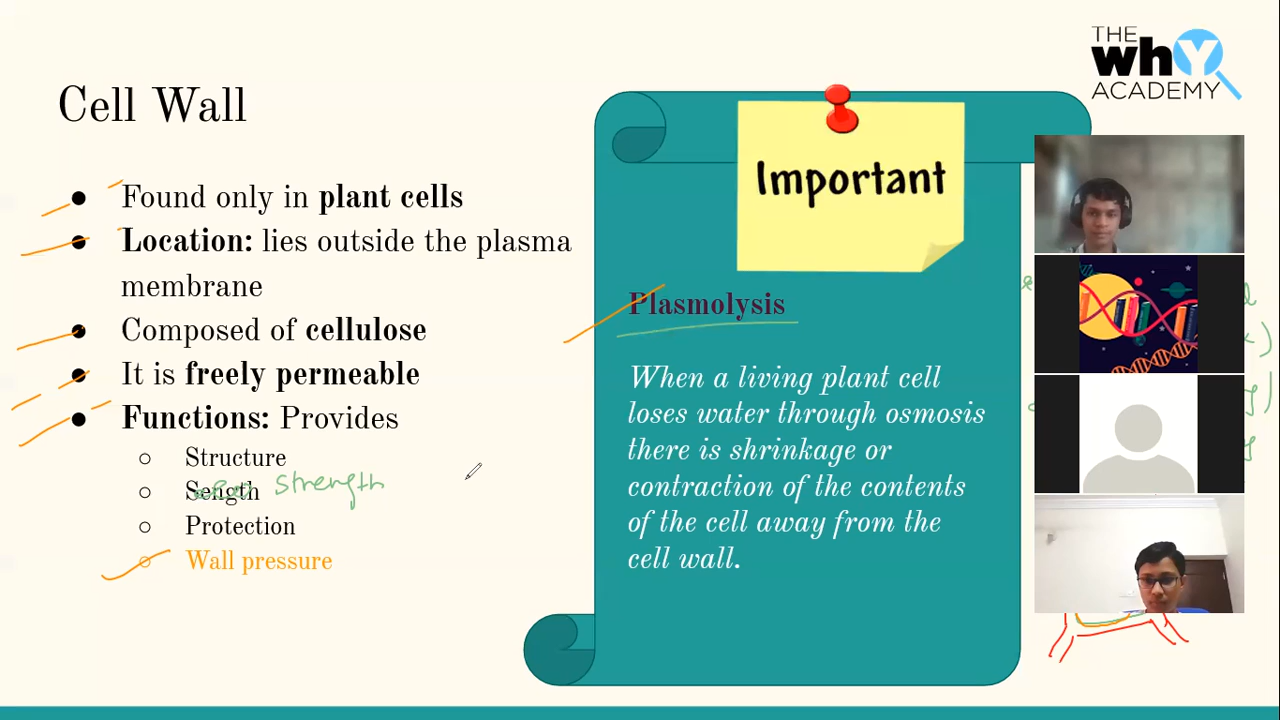 THE
whY
ACADEMY
Cell Wall
● Found only in plant cells
● Location: lies outside the plasma
membrane
● Composed of cellulose
● It is freely permeable
● Functions: Provides
○ Structure
○ Sength strength
○ Protection
○ Wall pressure
Important
Plasmolysis
When a living plant cell
loses water through osmosis
there is shrinkage or
contraction of the contents
of the cell away from the
cell wall.